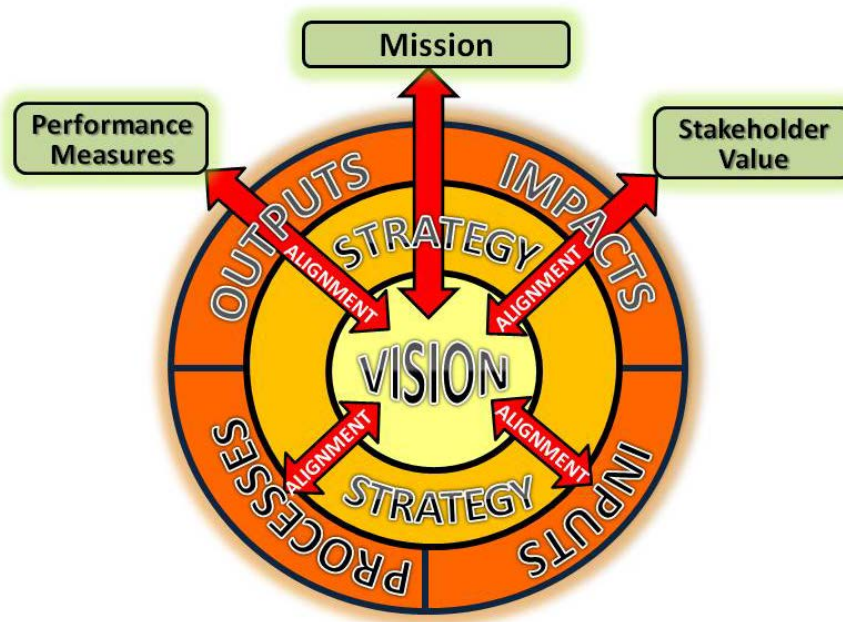 Mission
Performance
Measures
Stakeholder
Value
OUTPUTS
IMPACTS
STRATEGY
ALIGNMENT
ALIGNMENT
VISION
ALIGNMENT
ALIGNMENT
STRATEGY
PROCESSES
INPUTS